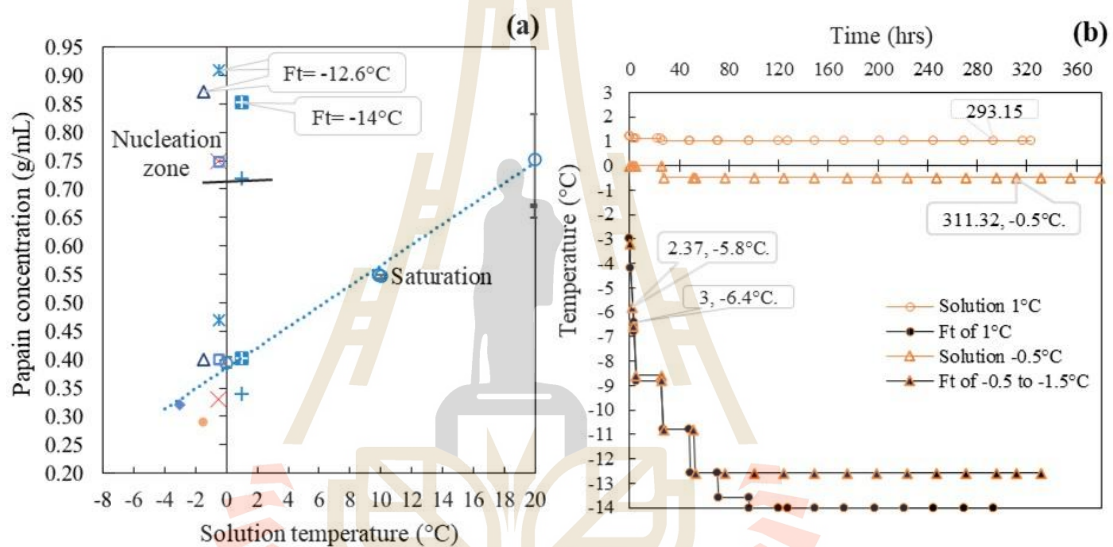 (a)
Papain concentration (g/mL)
0.95
0.90
0.85
0.80
0.75
0.70
0.65
0.60
0.55
0.50
0.45
0.40
0.35
0.30
0.25
0.20
Ft= -12.6°C
Ft= -14°C
Nucleation
zone
Saturation
-8 -6 -4 -2 0 2 4 6 8 10 12 14 16 18 20
Solution temperature (°C)
Time (hrs)
(b)
0 40 80 120 160 200 240 280 320 360
Temperature (°C)
3
2
1
0
-1
-2
-3
-4
-5
-6
-7
-8
-9
-10
-11
-12
-13
-14
293.15
311.32, -0.5°C.
2.37, -5.8°C.
3, -6.4°C.
Solution 1°C
Ft of 1°C
Solution -0.5°C
Ft of -0.5 to -1.5°C